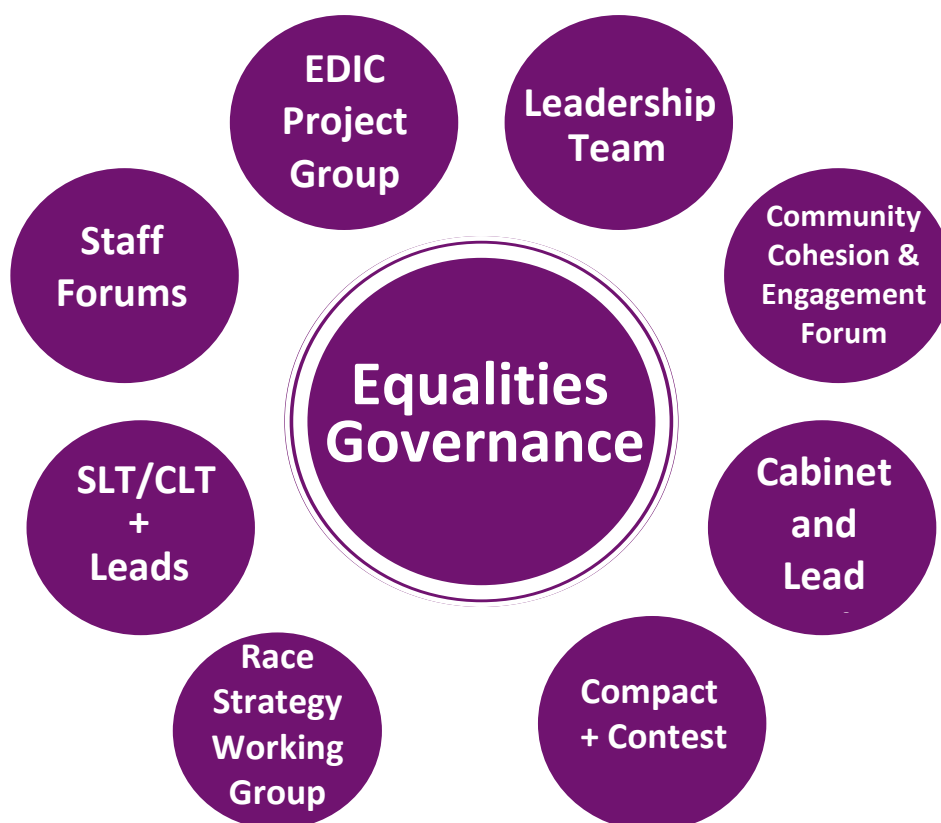 EDIC
Project
Group
Leadership
Team
Community
Cohesion &
Engagement
Forum
Staff
Forums
Equalities
Governance
SLT/CLT
+
Leads
Cabinet
and
Lead
Race
Strategy
Working
Group
Compact
+ Contest